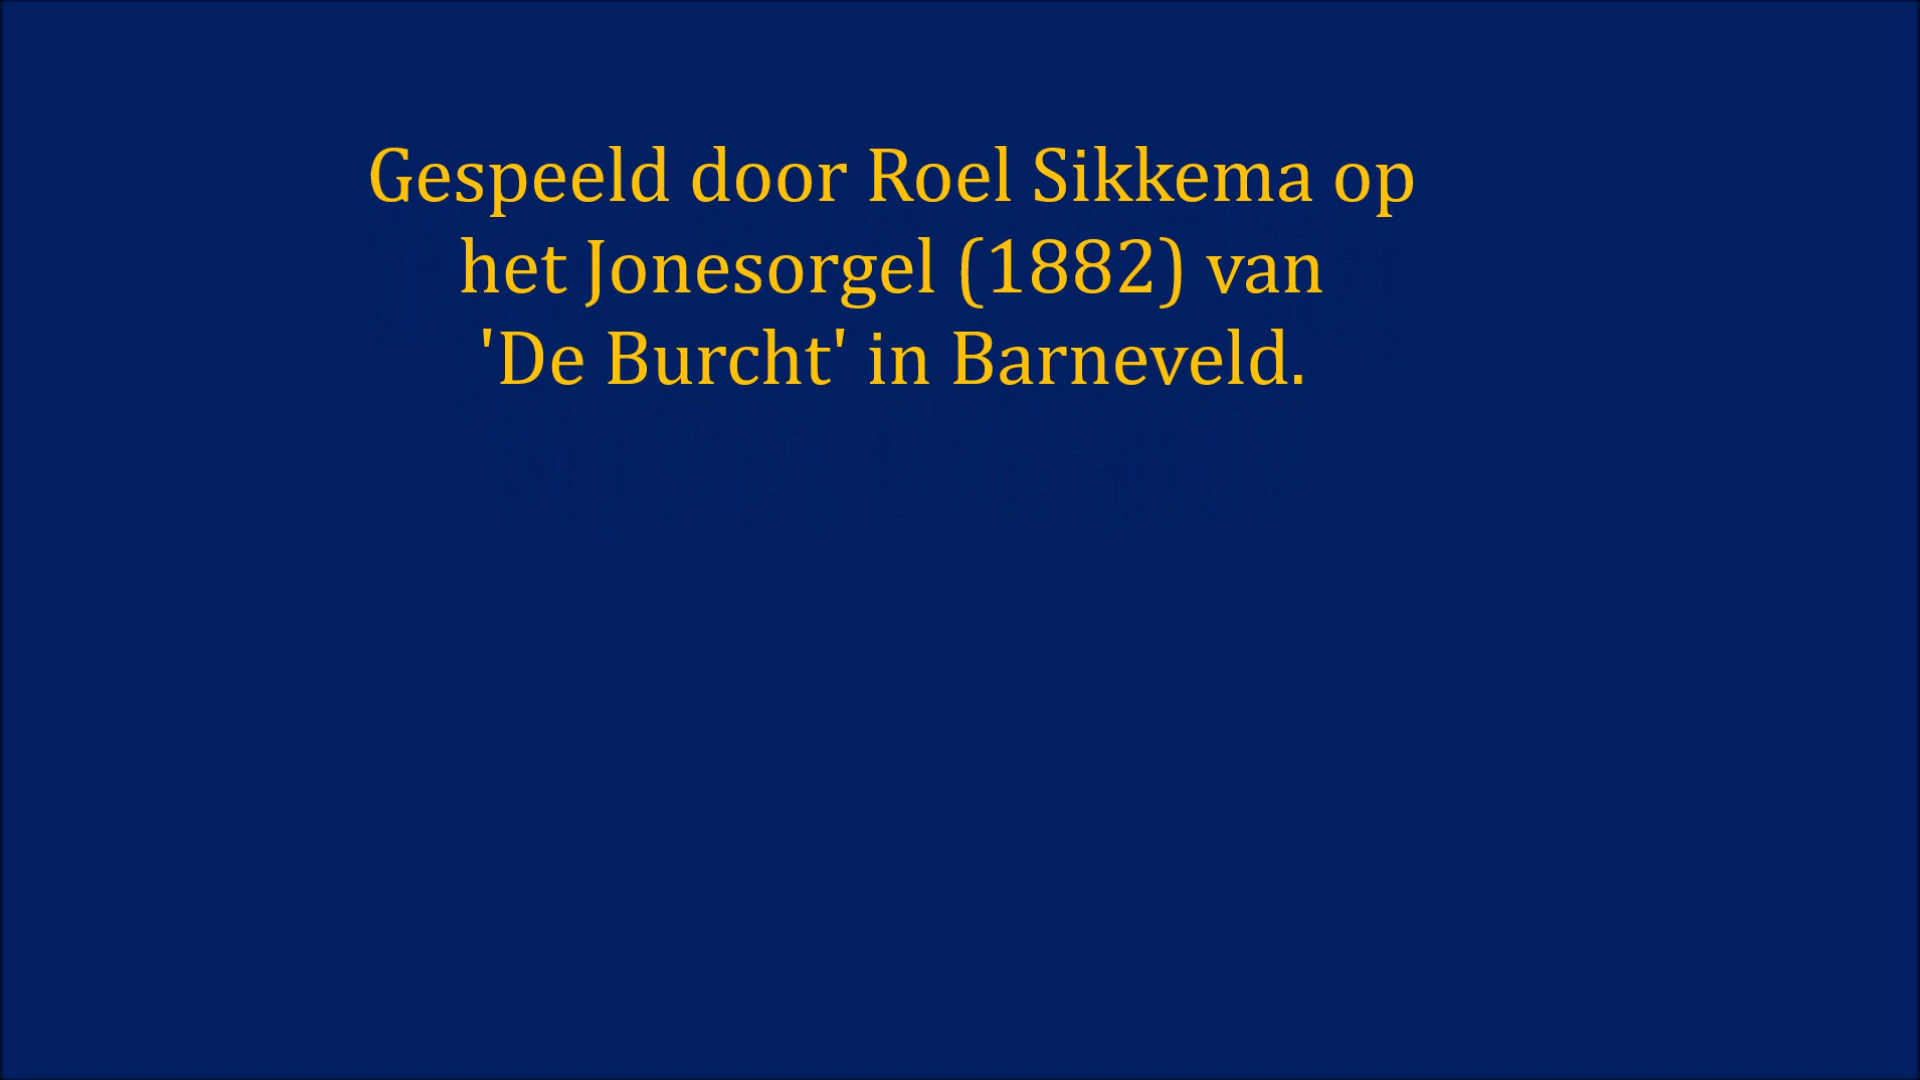 Gespeeld door Roel Sikkema op
het Jonesorgel (1882) van
'De Burcht' in Barneveld.